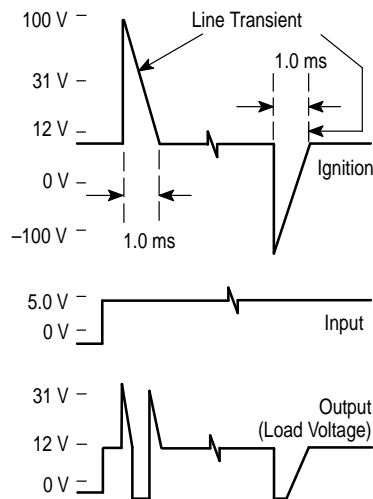 100 V
Line Transient
31 V
1.0 ms
12 V
Ignition
0 V
–100 V
1.0 ms
5.0 V
0 V
Input
31 V
Output
(Load Voltage)
12 V
0 V